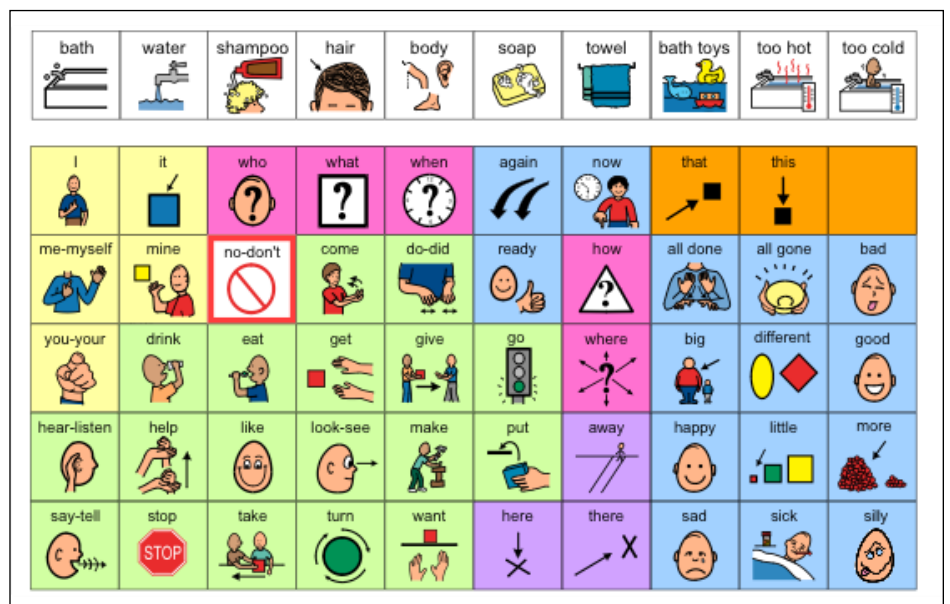 bath water shampoo hair body soap towel bath toys too hot too cold
I it who what when again now that this
me-myself mine no-don't come do-did ready how all done all gone bad
you-your drink eat get give go where big different good
hear-listen help like look-see make put away happy little more
say-tell stop take turn want here there sad sick silly
STOP